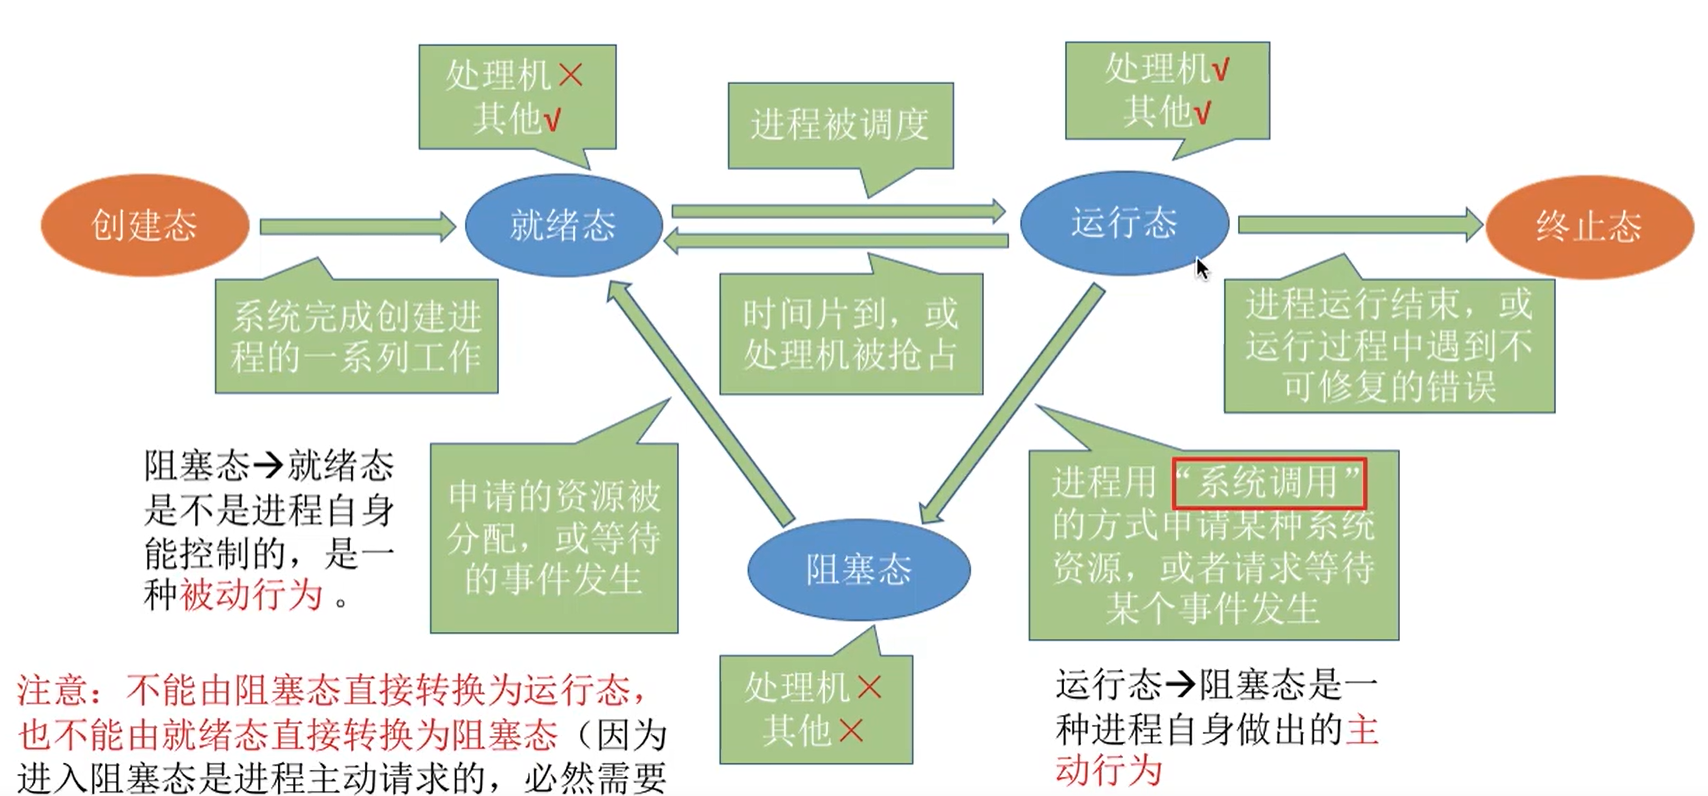 处理机×
其他√
进程被调度
处理机√
其他√
创建态
就绪态
运行态
终止态
系统完成创建进
程的一系列工作
时间片到，或
处理机被抢占
进程运行结束，或
运行过程中遇到不
可修复的错误
阻塞态→就绪态
是不是进程自身
能控制的，是一
种被动行为。
申请的资源被
分配，或等待
的事件发生
进程用“系统调用”
的方式申请某种系统
资源，或者请求等待
某个事件发生
阻塞态
处理机×
其他×
运行态→阻塞态是一
种进程自身做出的主
动行为
注意：不能由阻塞态直接转换为运行态，
也不能由就绪态直接转换为阻塞态（因为
进入阻塞态是进程主动请求的，必然需要